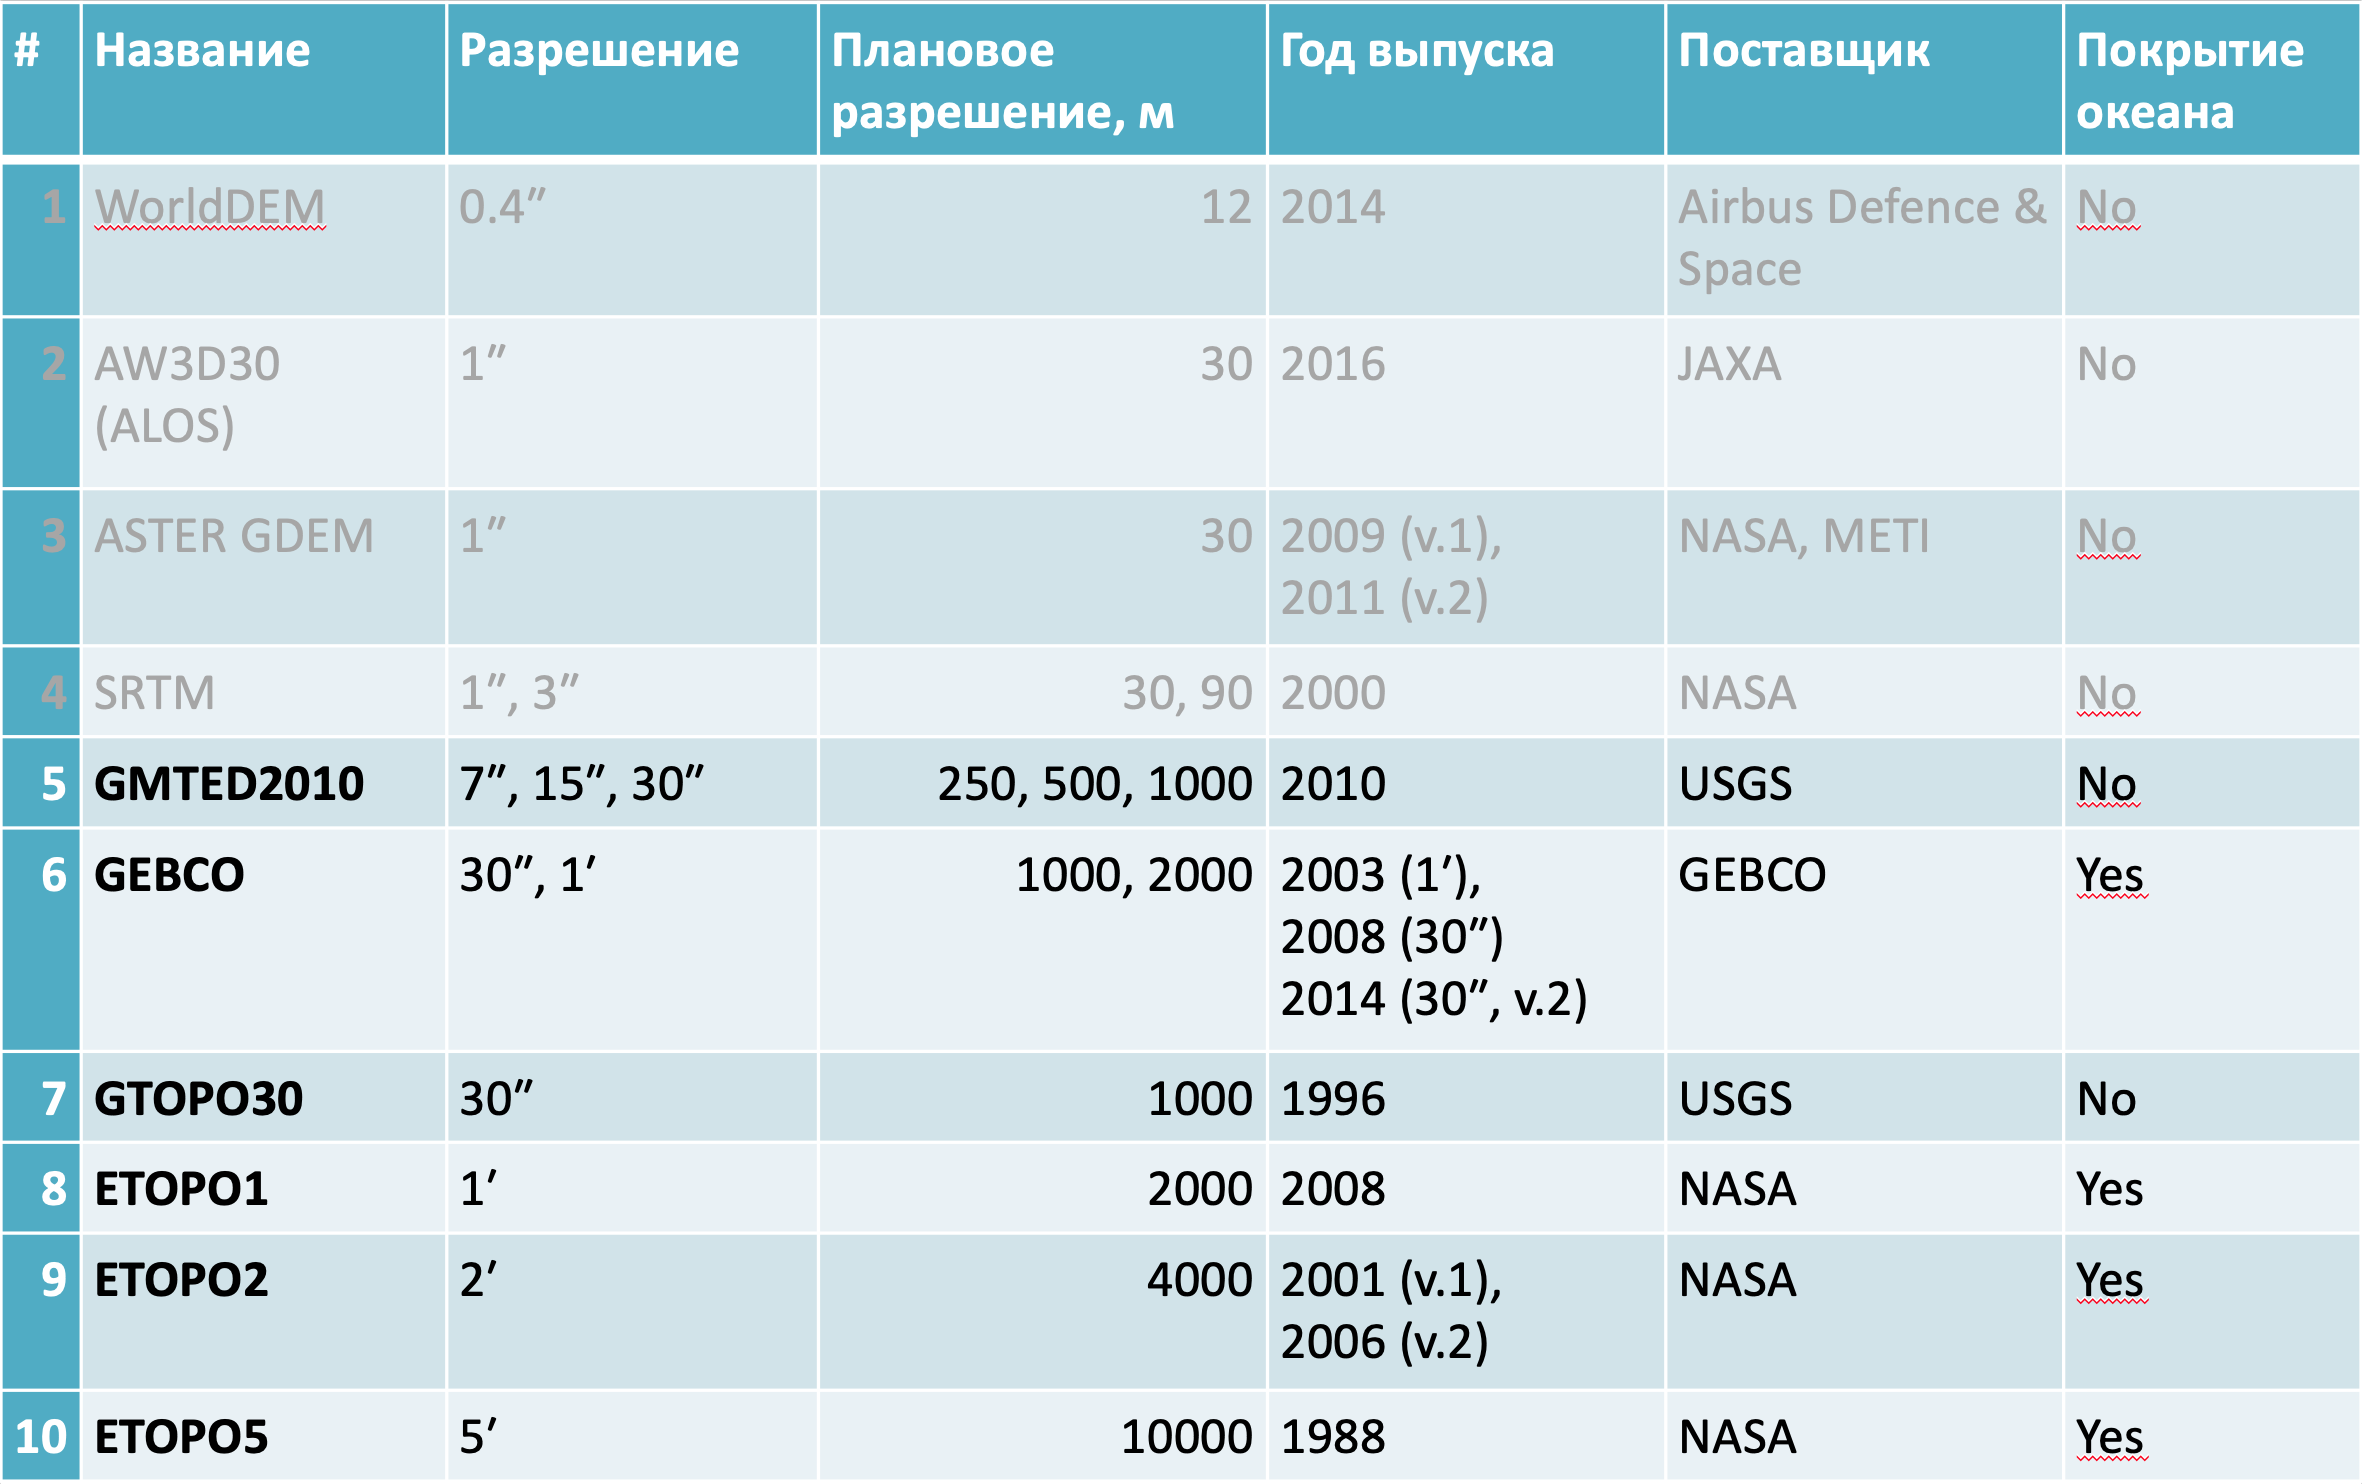 # Название Разрешение Плановое разрешение, м Год выпуска Поставщик Покрытие океана
1 WorldDEM 0.4″ 12 2014 Airbus Defence & Space No
2 AW3D30 (ALOS) 1″ 30 2016 JAXA No
3 ASTER GDEM 1″ 30 2009 (v.1), 2011 (v.2) NASA, METI No
4 SRTM 1″, 3″ 30, 90 2000 NASA No
5 GMTED2010 7″, 15″, 30″ 250, 500, 1000 2010 USGS No
6 GEBCO 30″, 1′ 1000, 2000 2003 (1′), 2008 (30″) 2014 (30″, v.2) GEBCO Yes
7 GTOPO30 30″ 1000 1996 USGS No
8 ETOPO1 1′ 2000 2008 NASA Yes
9 ETOPO2 2′ 4000 2001 (v.1), 2006 (v.2) NASA Yes
10 ETOPO5 5′ 10000 1988 NASA Yes